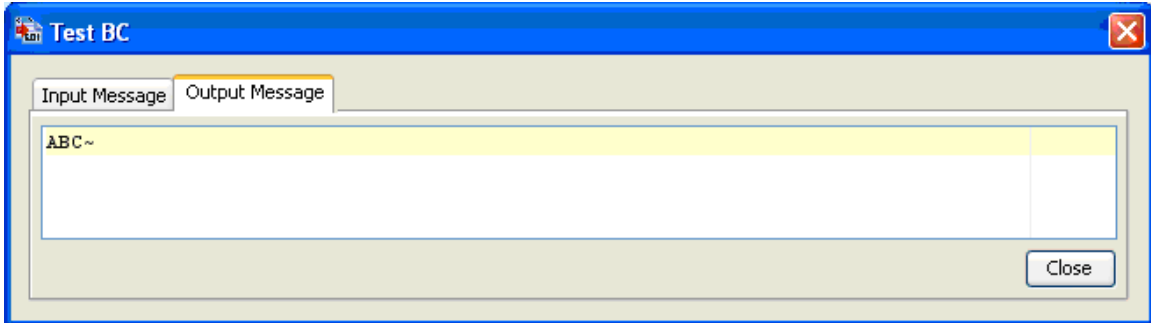 Test BC
Input Message Output Message
ABC~
Close